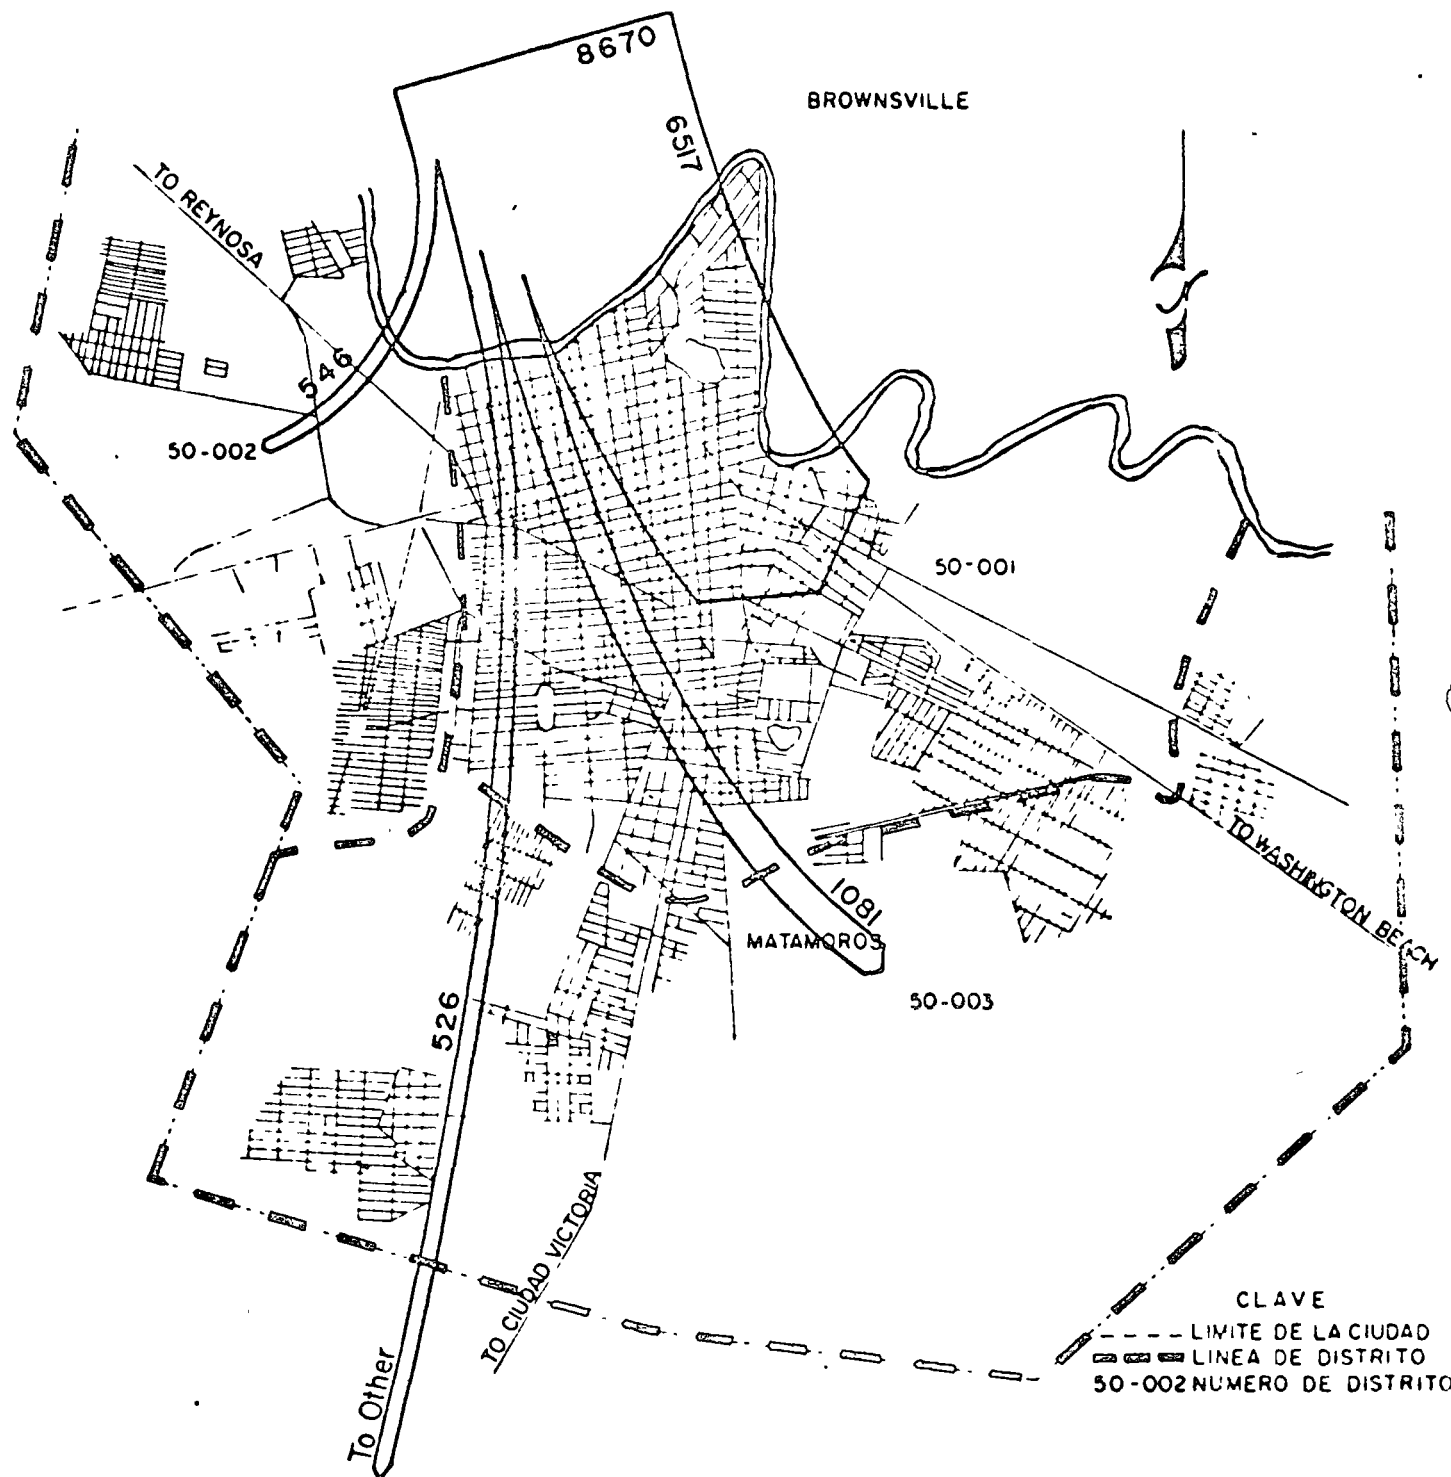 8670
BROWNSVILLE
6517
TO REYNOSA
546
50-002
50-001
TO WASHINGTON BEACH
1081
MATAMOROS
50-003
526
TO CIUDAD VICTORIA
To Other
CLAVE
LIMITE DE LA CIUDAD
LINEA DE DISTRITO
50-002 NUMERO DE DISTRITO